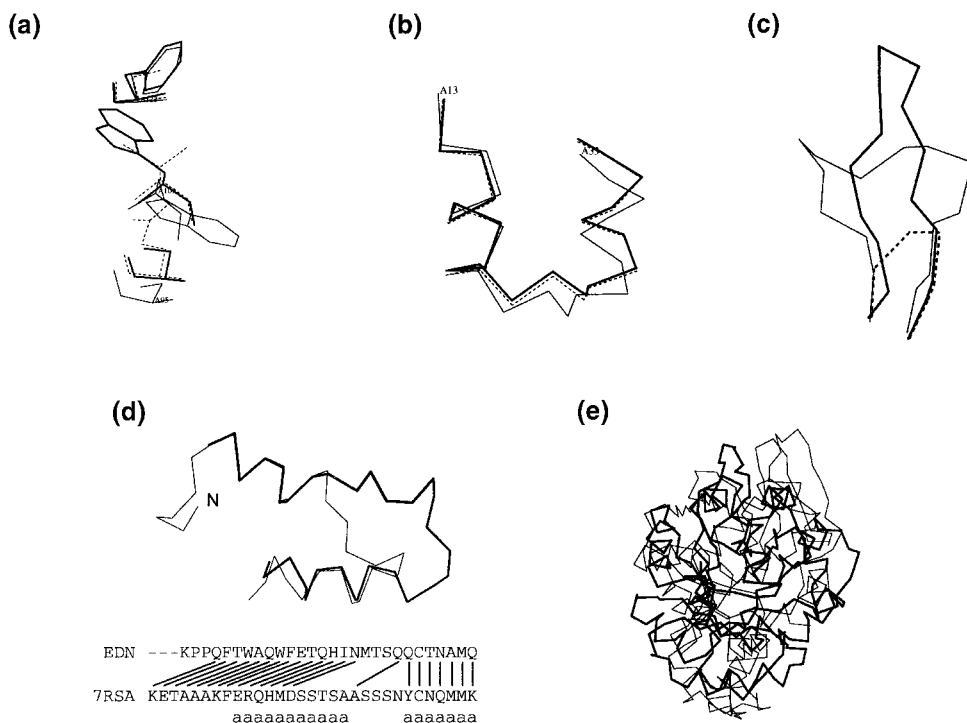 (a)
(b)
(c)
A13
(d)
(e)
N
EDN ---KPPQFTWAQWFETQHINMTSQQCTNAMQ
7RSA KETAAAKFERQHMDSSTSAASSSNYCNQMMK
aaaaaaaaaaa aaaaaaa